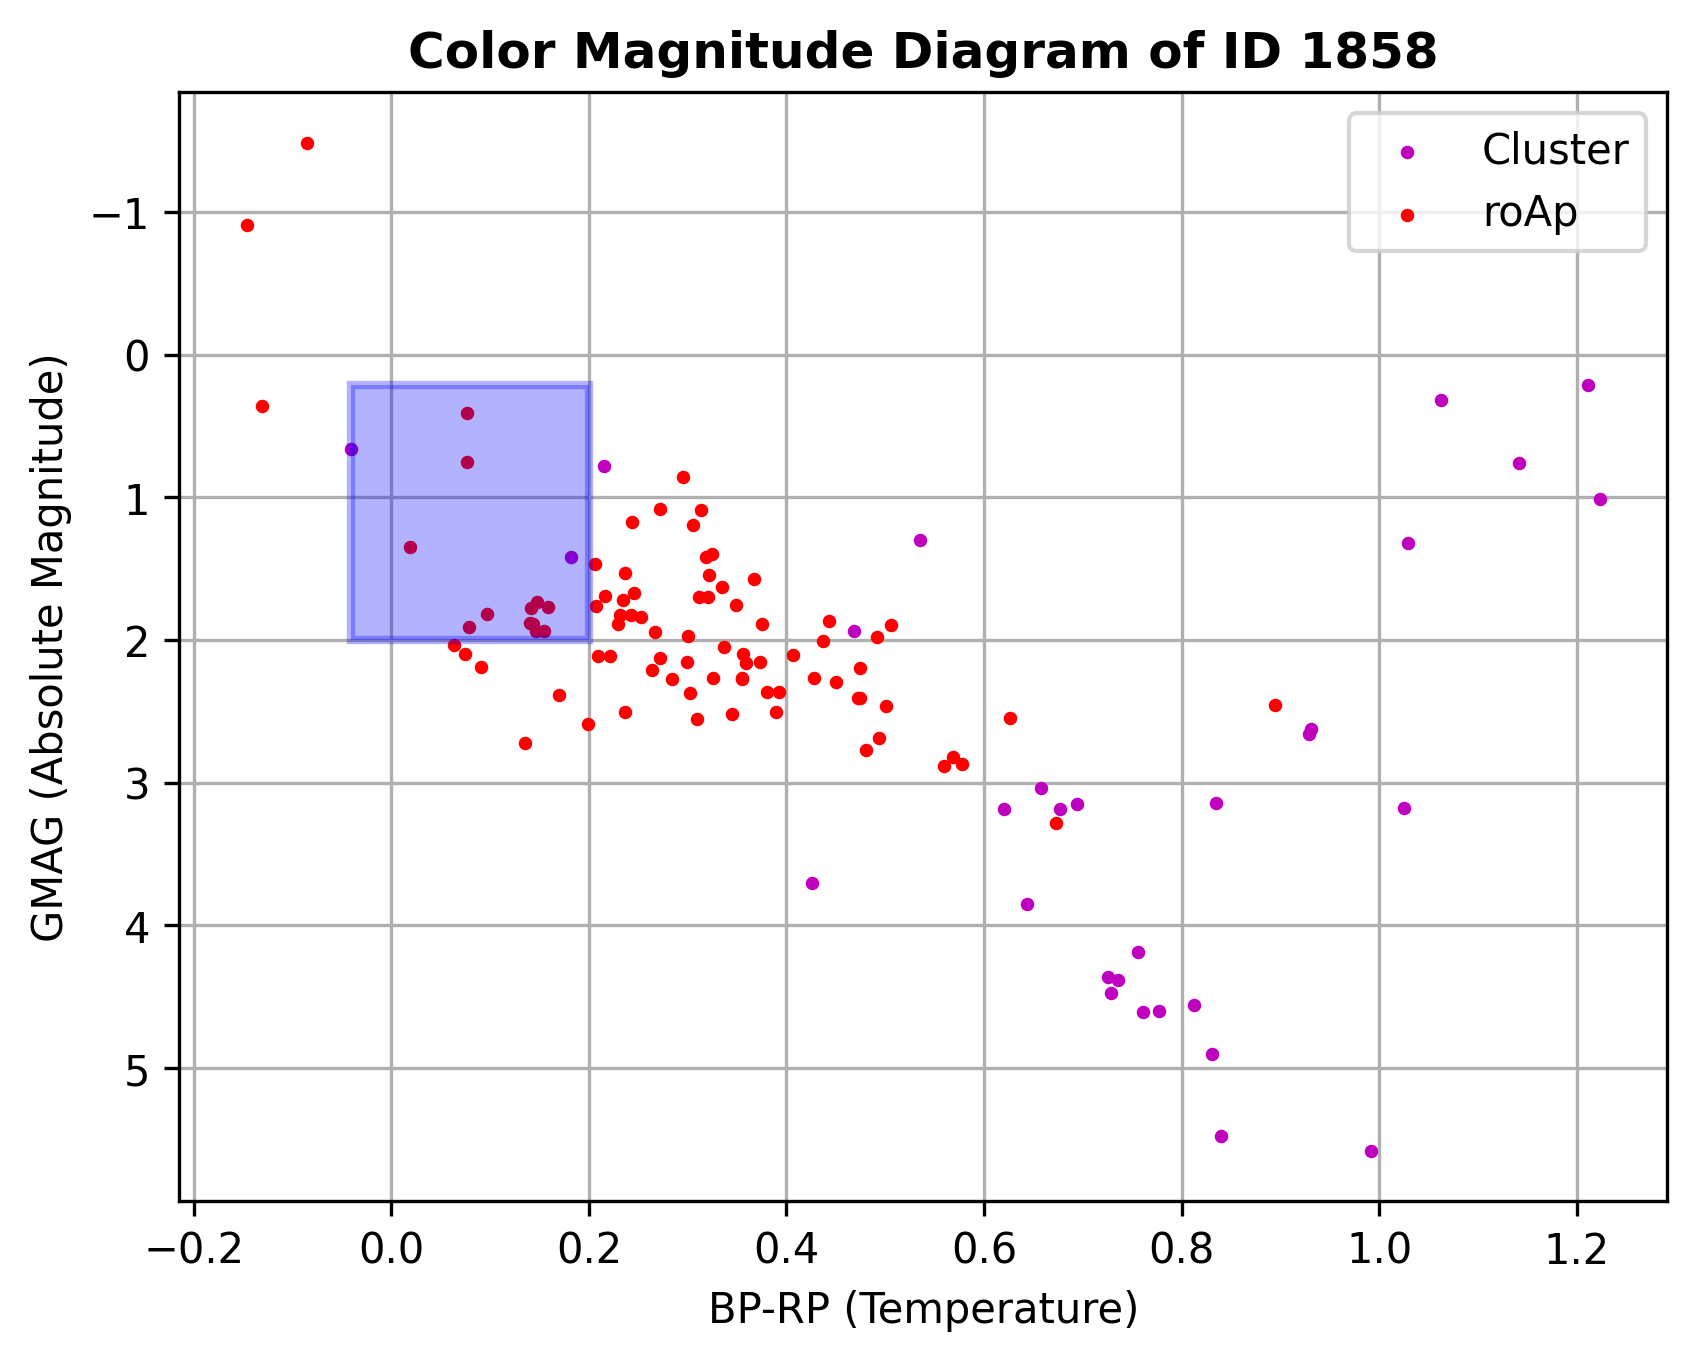 Color Magnitude Diagram of ID 1858
Cluster
roAp
−1
0
1
2
3
4
5
GMAG (Absolute Magnitude)
−0.2 0.0 0.2 0.4 0.6 0.8 1.0 1.2
BP-RP (Temperature)